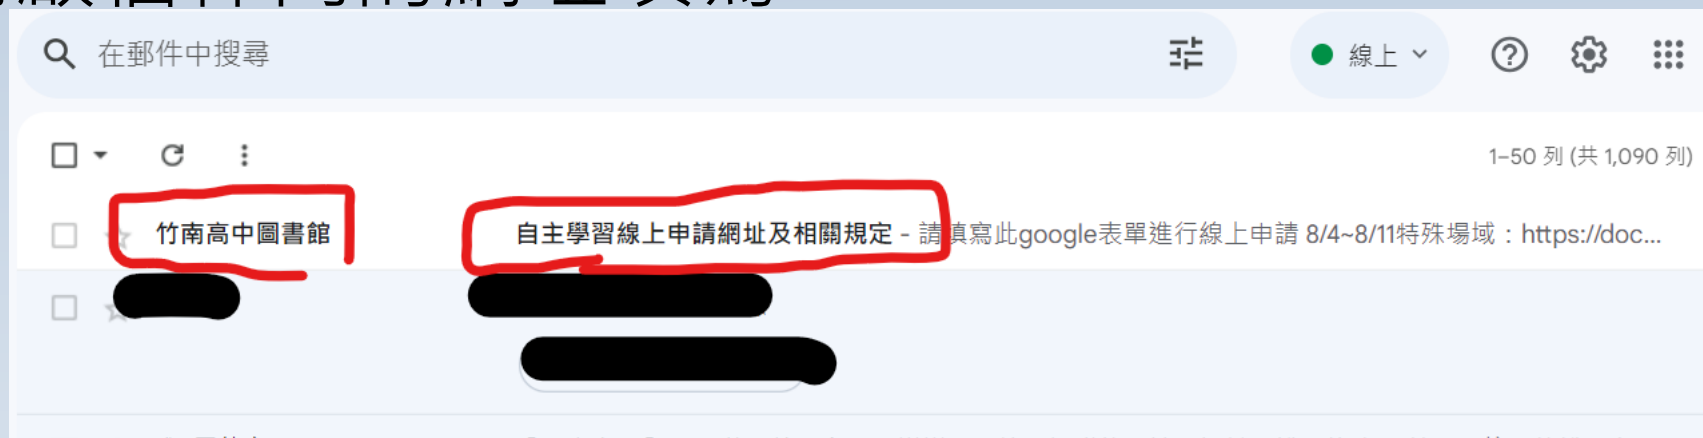 在郵件中搜尋
線上
1–50 列 (共 1,090 列)
竹南高中圖書館 自主學習線上申請網址及相關規定 - 請填寫此google表單進行線上申請 8/4~8/11特殊場域：https://doc...